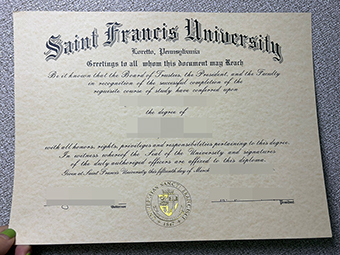 Saint Francis University
Loretto, Pennsylvania
Greetings to all whom this document may Reach
Be it known that the Board of Trustees, the President, and the Faculty
in recognition of the successful completion of the
requisite course of study have conferred upon
the degree of
with all honors, rights, privileges and responsibilities pertaining to this degree.
In witness whereof the Seal of the University and signatures
of the duly authorized officers are affixed to this diploma.
Given at Saint Francis University this fifteenth day of March